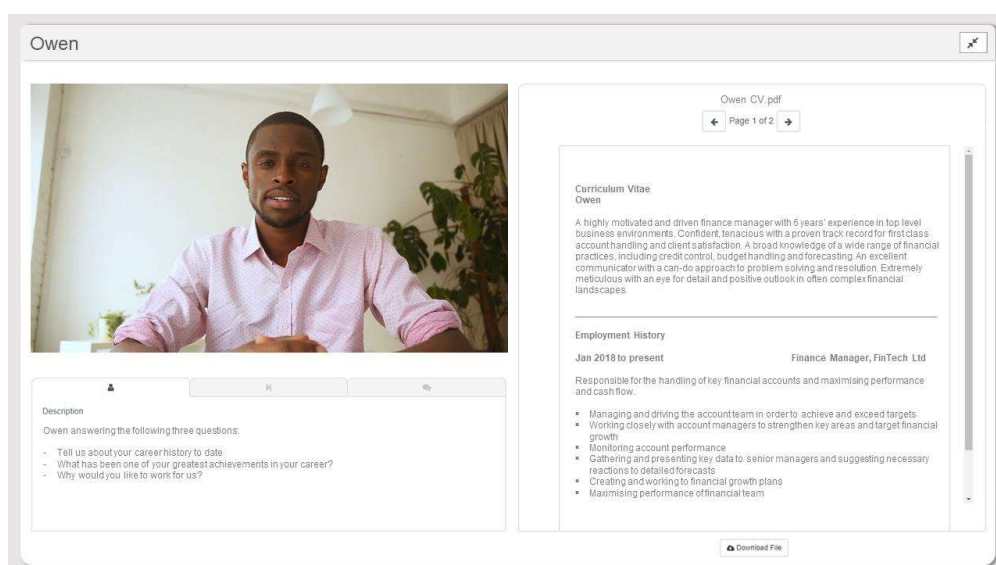 Owen
Owen CV.pdf
Page 1 of 2
Curriculum Vitae
Owen
A highly motivated and driven finance manager with 6 years' experience in top level
business environments. Confident, tenacious with a proven track record for first class
account handling and client satisfaction. A broad knowledge of a wide range of financial
practices, including credit control, budget handling and forecasting. An excellent
communicator with a can-do approach to problem solving and resolution. Extremely
meticulous with an eye for detail and positive outlook in often complex financial
landscapes.
Employment History
Jan 2018 to present Finance Manager, FinTech Ltd
Responsible for the handling of key financial accounts and maximising performance
and cash flow.
▪ Managing and driving the account team in order to achieve and exceed targets
▪ Working closely with account managers to strengthen key areas and target financial
growth
▪ Monitoring account performance
▪ Gathering and presenting key data to senior managers and suggesting necessary
reactions to detailed forecasts
▪ Creating and working to financial growth plans
▪ Maximising performance of financial team
Download File
Description
Owen answering the following three questions:
- Tell us about your career history to date.
- What has been one of your greatest achievements in your career?
- Why would you like to work for us?